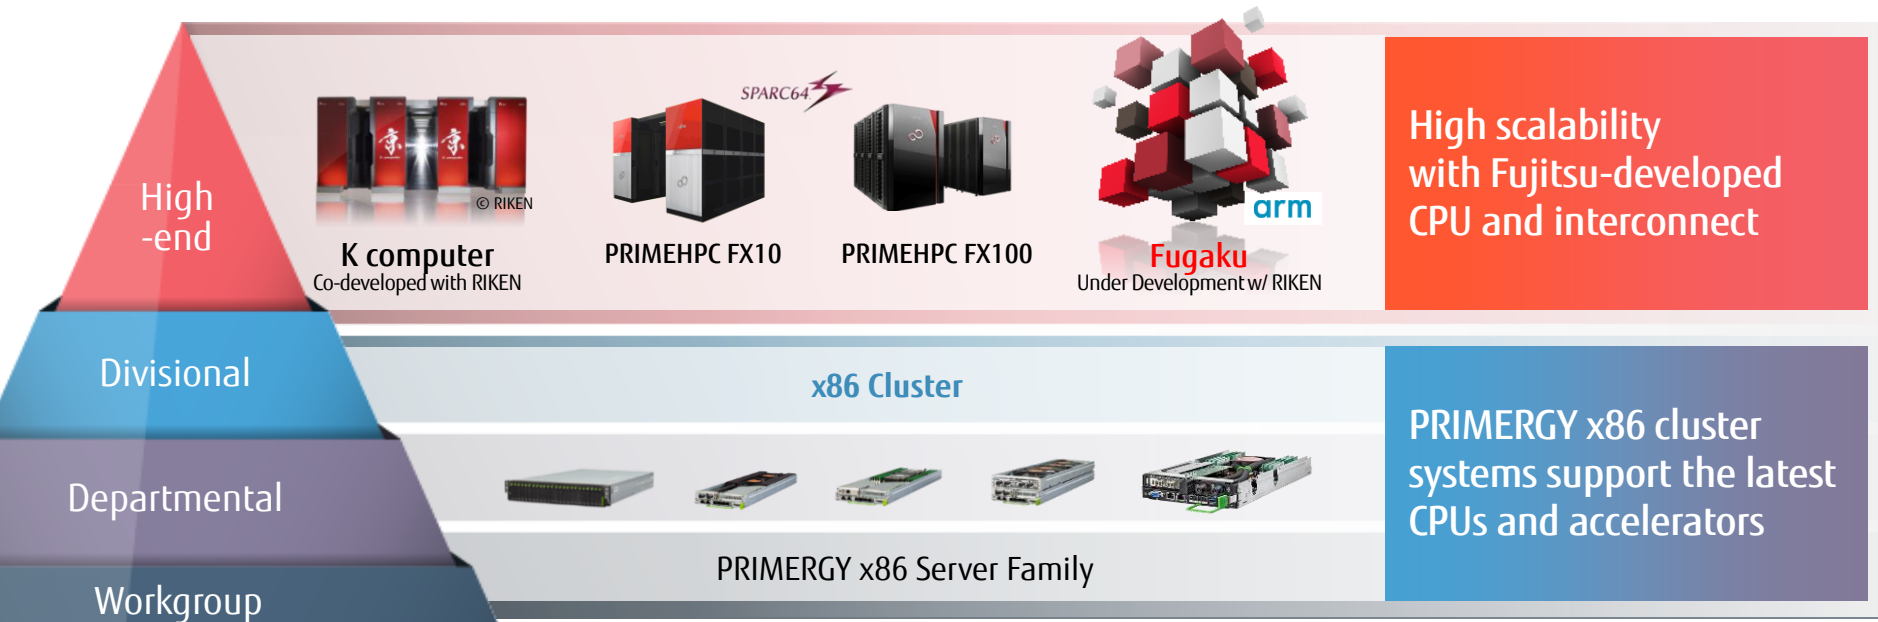 High
-end
SPARC64
景
景
© RIKEN
arm
K computer
Co-developed with RIKEN
PRIMEHPC FX10
PRIMEHPC FX100
Fugaku
Under Development w/ RIKEN
High scalability
with Fujitsu-developed
CPU and interconnect
Divisional
x86 Cluster
Departmental
PRIMERGY x86 cluster
systems support the latest
CPUs and accelerators
PRIMERGY x86 Server Family
Workgroup